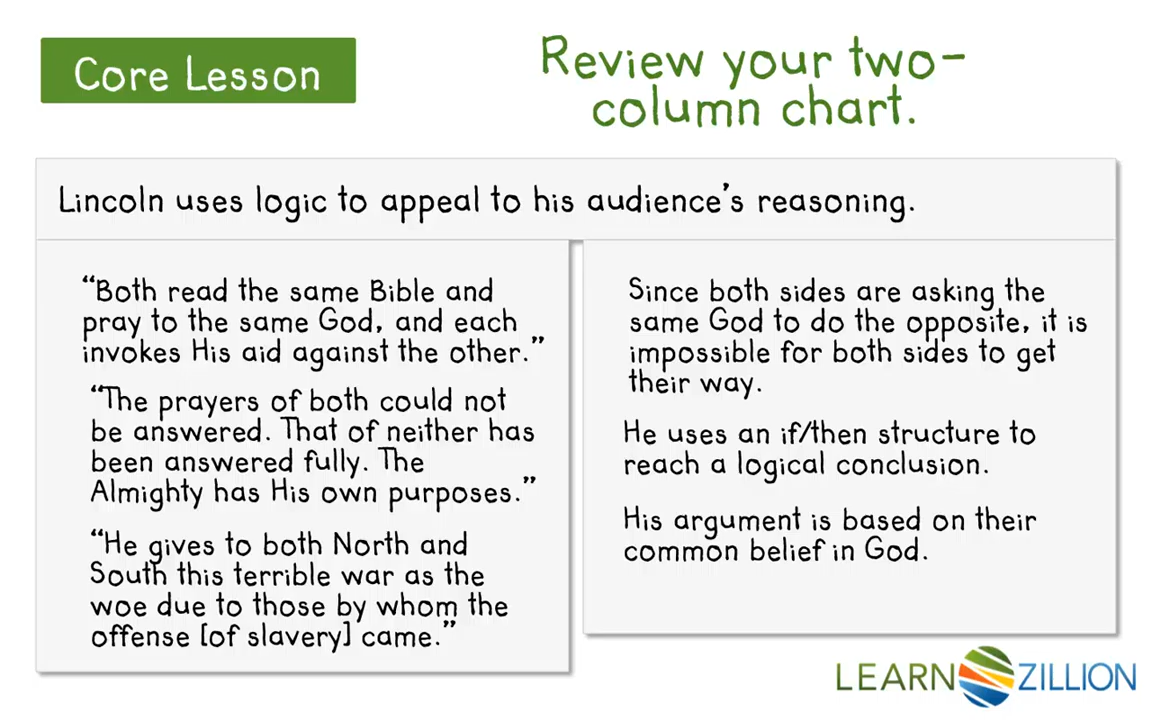 Core Lesson
Review your two-
column chart.
Lincoln uses logic to appeal to his audience's reasoning.
"Both read the same Bible and
pray to the same God, and each
invokes His aid against the other."
"The prayers of both could not
be answered. That of neither has
been answered fully. The
Almighty has His own purposes."
"He gives to both North and
South this terrible war as the
woe due to those by whom the
offense [of slavery] came."
Since both sides are asking the
same God to do the opposite, it is
impossible for both sides to get
their way.
He uses an if/then structure to
reach a logical conclusion.
His argument is based on their
common belief in God.
LEARN ZILLION